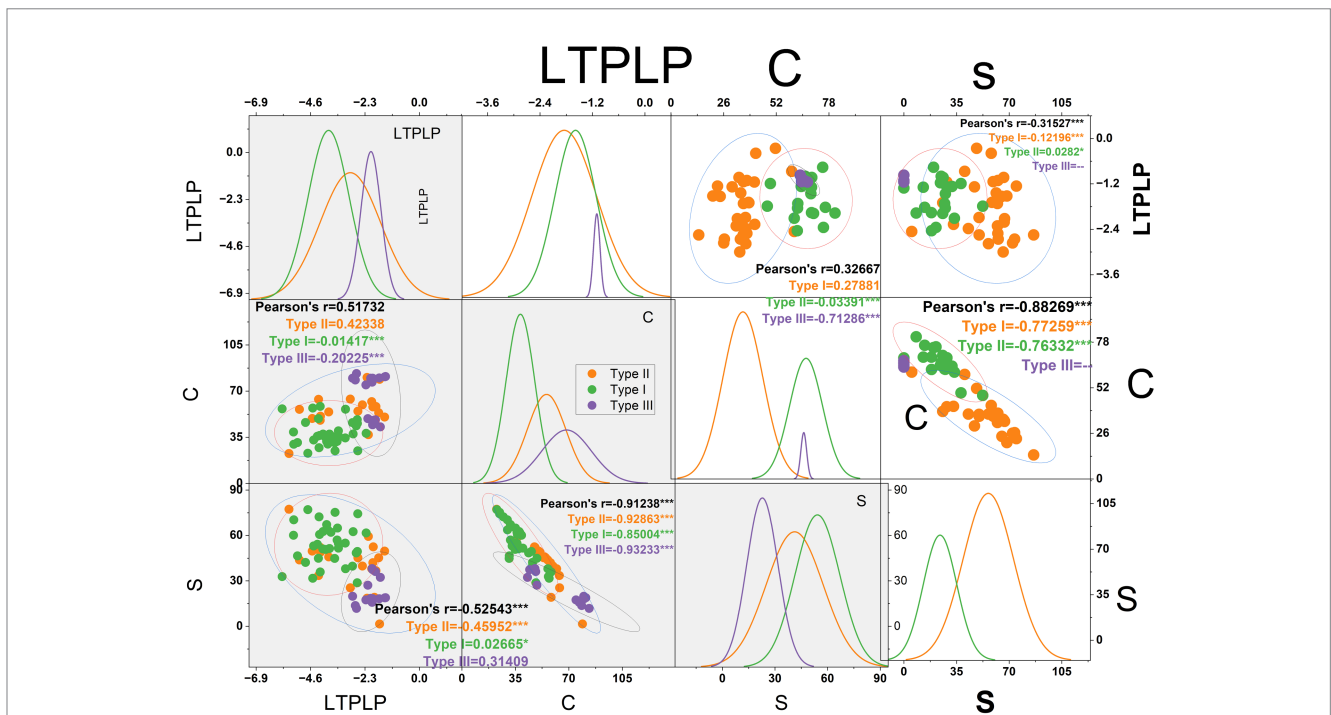 LTPLP C S
−6.9 −4.6 −2.3 0.0 −3.6 −2.4 −1.2 0.0 0 26 52 78 0 35 70 105
LTPLP
0.0
−2.3
−4.6
−6.9
LTPLP
LTPLP
Pearson's r=0.32667
Type I=0.27881
Type II=-0.03391***
Type III=-0.71286***
Pearson's r=-0.31527***
Type I=-0.12196***
Type II=0.0282*
Type III=--
0.0
−1.2
−2.4
−3.6
LTPLP
C
105
70
35
0
Pearson's r=0.51732
Type II=0.42338
Type I=-0.01417***
Type III=-0.20225***
C
Type II
Type I
Type III
Pearson's r=-0.88269***
Type I=-0.77259***
Type II=-0.76332***
Type III=--
C
78
52
26
0
C
S
90
60
30
0
Pearson's r=-0.52543***
Type II=-0.45952***
Type I=0.02665*
Type III=0.31409
Pearson's r=-0.91238***
Type II=-0.92863***
Type I=-0.85004***
Type III=-0.93233***
S
90
60
30
0
105
70
35
0
S
−6.9 −4.6 −2.3 0.0 35 70 105 0 30 60 90 0 35 70 105
LTPLP C S S